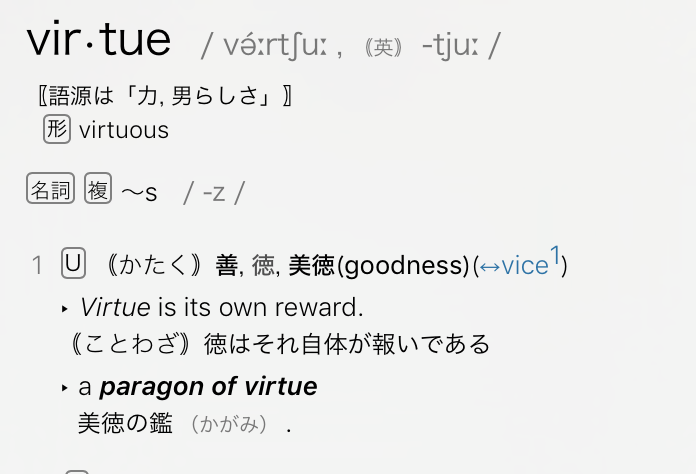 vir·tue / və́ːrtʃuː , 《英》 -tjuː /
〖語源は「力, 男らしさ」〗
形 virtuous
名詞 複 ～s / -z /
1 U 《かたく》善, 徳, 美徳(goodness)(↔vice1)
‣ Virtue is its own reward.
《ことわざ》徳はそれ自体が報いである
‣ a paragon of virtue
美徳の鑑 （かがみ） .